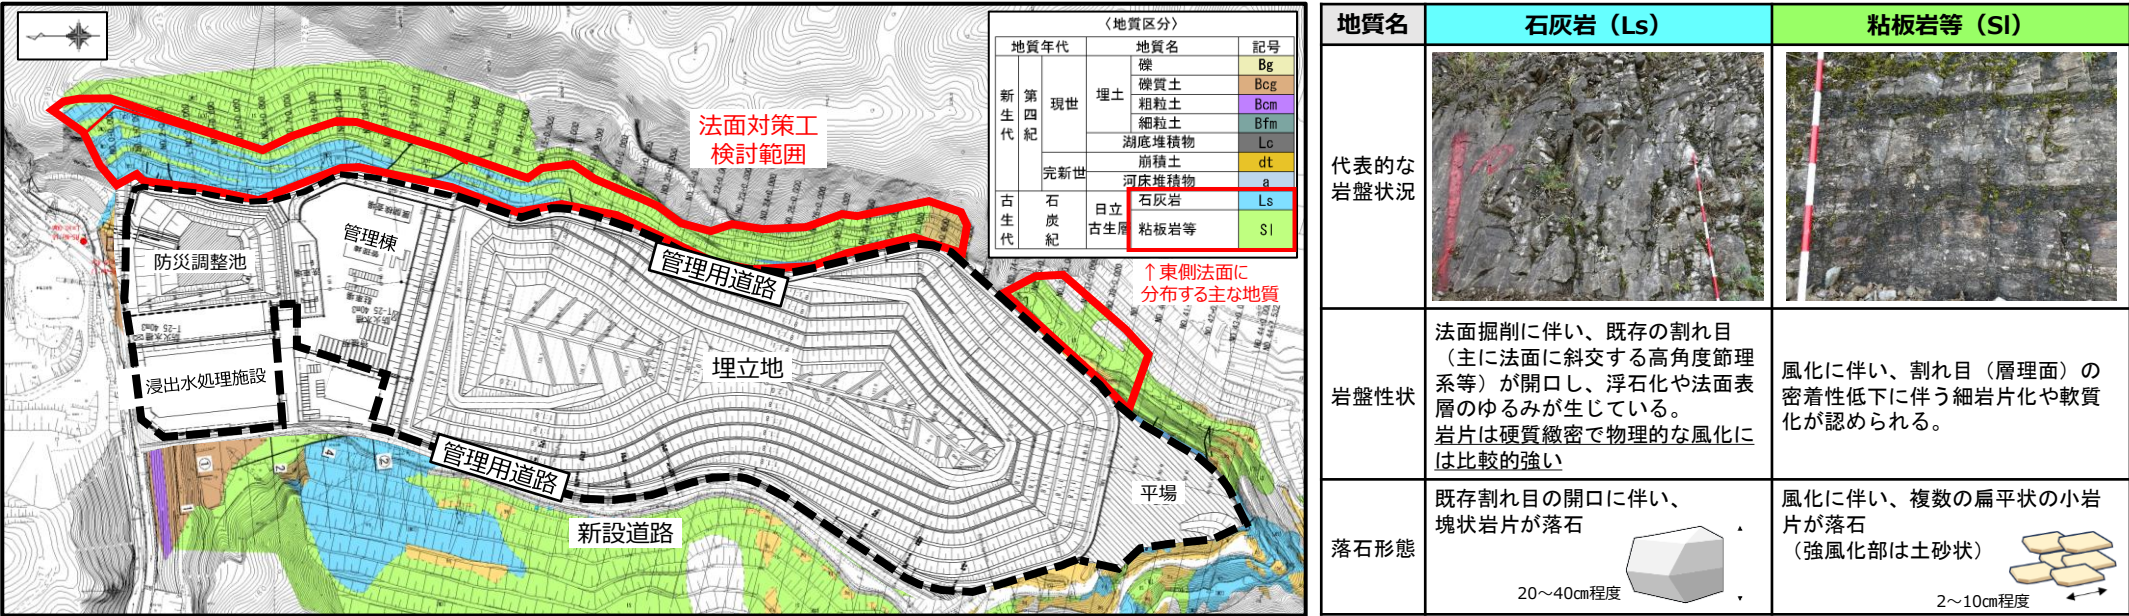 〈地質区分〉
地質年代 地質名 記号
新生代 第四紀 現世 埋土 礫 Bg
礫質土 Bcg
粗粒土 Bcm
細粒土 Bfm
湖底堆積物 Lc
完新世 崩積土 dt
河床堆積物 a
古生代 石炭紀 日立古生層 石灰岩 Ls
粘板岩等 Sl
↑東側法面に
分布する主な地質
法面対策工
検討範囲
管理棟
防災調整池
管理用道路
浸出水処理施設
埋立地
管理用道路
平場
新設道路
1
2
4
2
1
地質名 石灰岩（Ls） 粘板岩等（Sl）
代表的な
岩盤状況
岩盤性状
法面掘削に伴い、既存の割れ目
（主に法面に斜交する高角度節理
系等）が開口し、浮石化や法面表
層のゆるみが生じている。
岩片は硬質緻密で物理的な風化に
は比較的強い
風化に伴い、割れ目（層理面）の
密着性低下に伴う細岩片化や軟質
化が認められる。
落石形態
既存割れ目の開口に伴い、
塊状岩片が落石
20～40㎝程度
風化に伴い、複数の扁平状の小岩
片が落石
（強風化部は土砂状）
2～10㎝程度